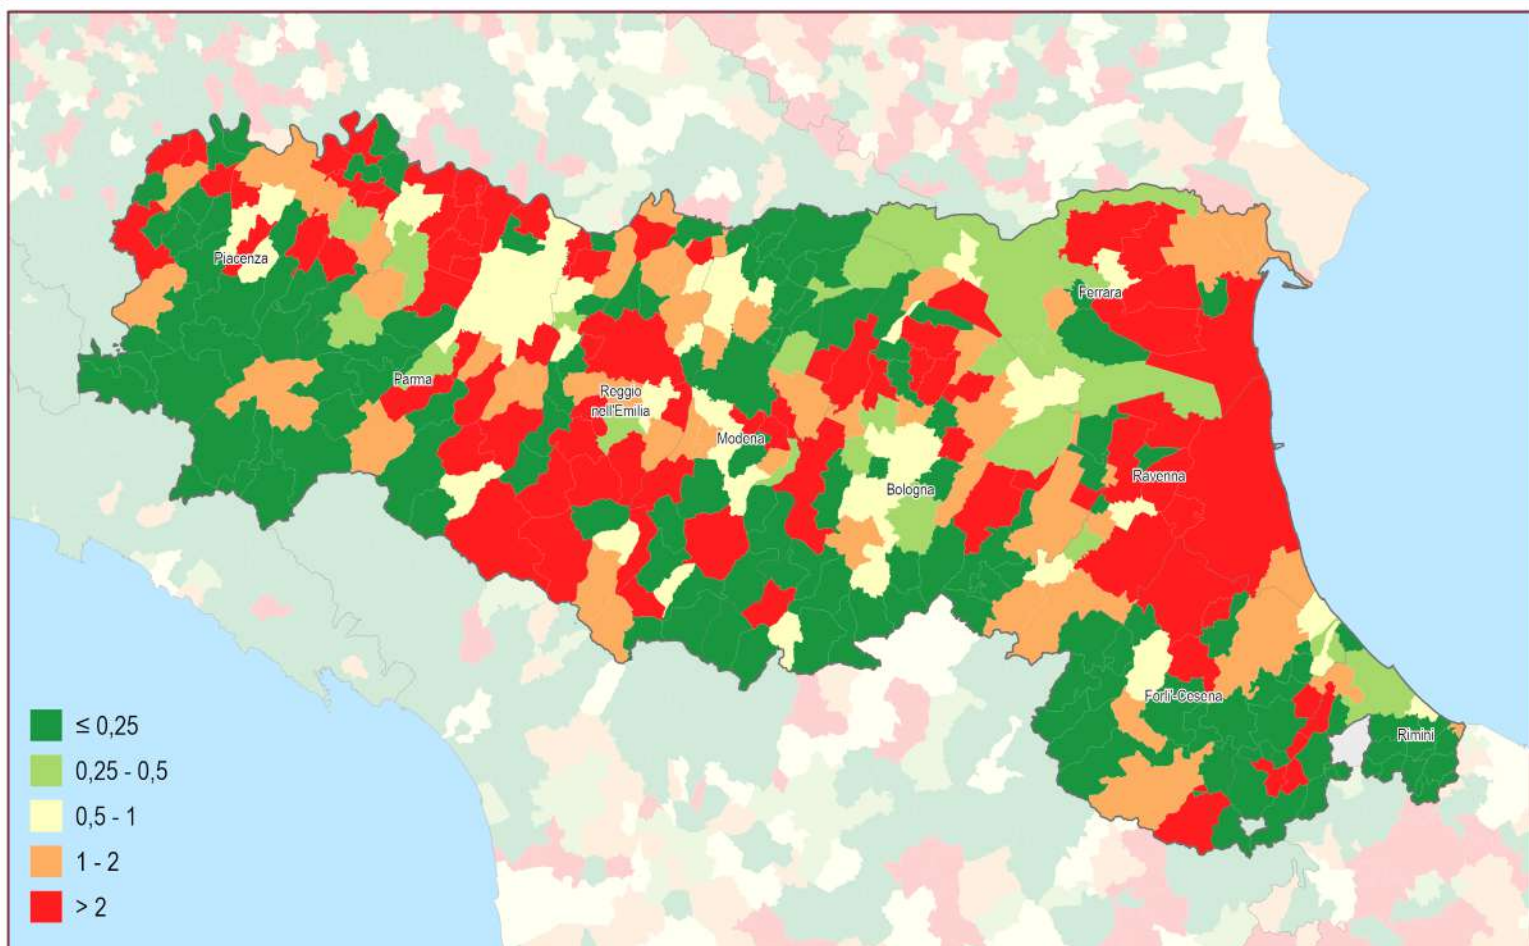 Piacenza
Ferrara
Parma
Reggio
nell'Emilia
Modena
Bologna
Ravenna
Forli'-Cesena
Rimini
≤ 0,25
0,25 - 0,5
0,5 - 1
1 - 2
> 2